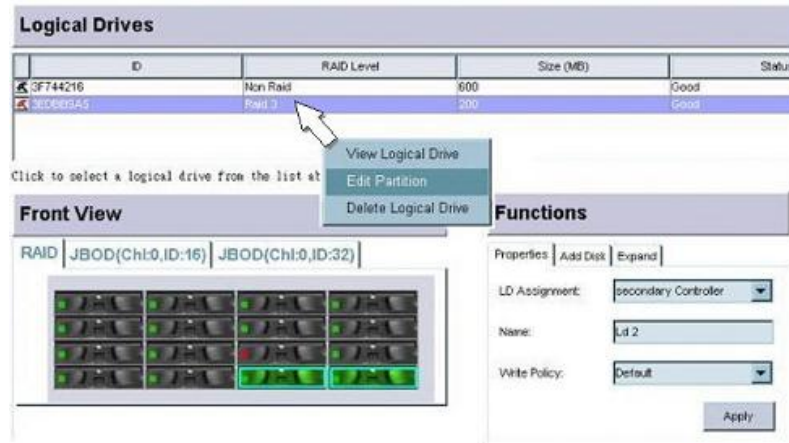 Logical Drives
ID RAID Level Size (MB) Statu
3F744216 Non Raid 600 Good
Raid 3 200 Good
View Logical Drive
Click to select a logical drive from the list at
Edit Partition
Delete Logical Drive
Front View
Functions
RAID JBOD(Chl:0,ID:16) JBOD(Chl:0,ID:32)
Properties Add Disk Expand
LD Assignment: secondary Controller
Name: Ld 2
Write Policy: Default
Apply